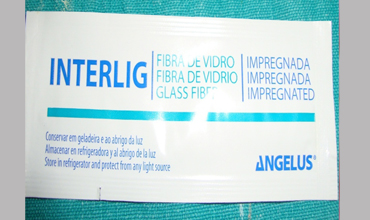 INTERLIG
FIBRA DE VIDRO
FIBRA DE VIDRIO
GLASS FIBER
IMPREGNADA
IMPREGNADA
IMPREGNATED
Conservar em geladeira e ao abrigo da luz
Almacenar en refrigeradora y al abrigo de la luz
Store in refrigerator and protect from any light source
ANGELUS®